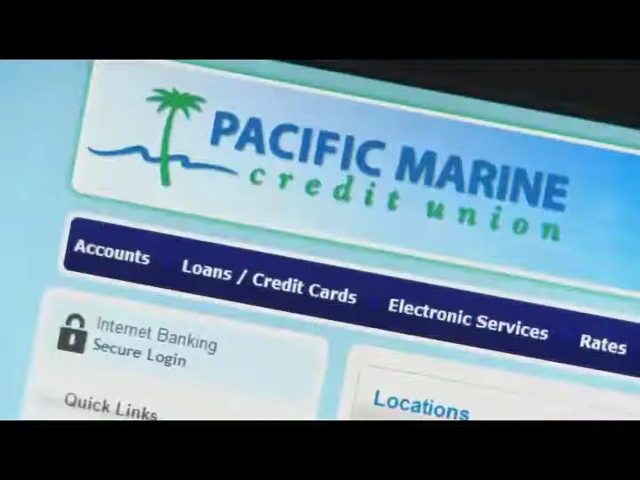 PACIFIC MARINE
credit union
Accounts Loans / Credit Cards Electronic Services Rates
Internet Banking
Secure Login
Quick Links
Locations